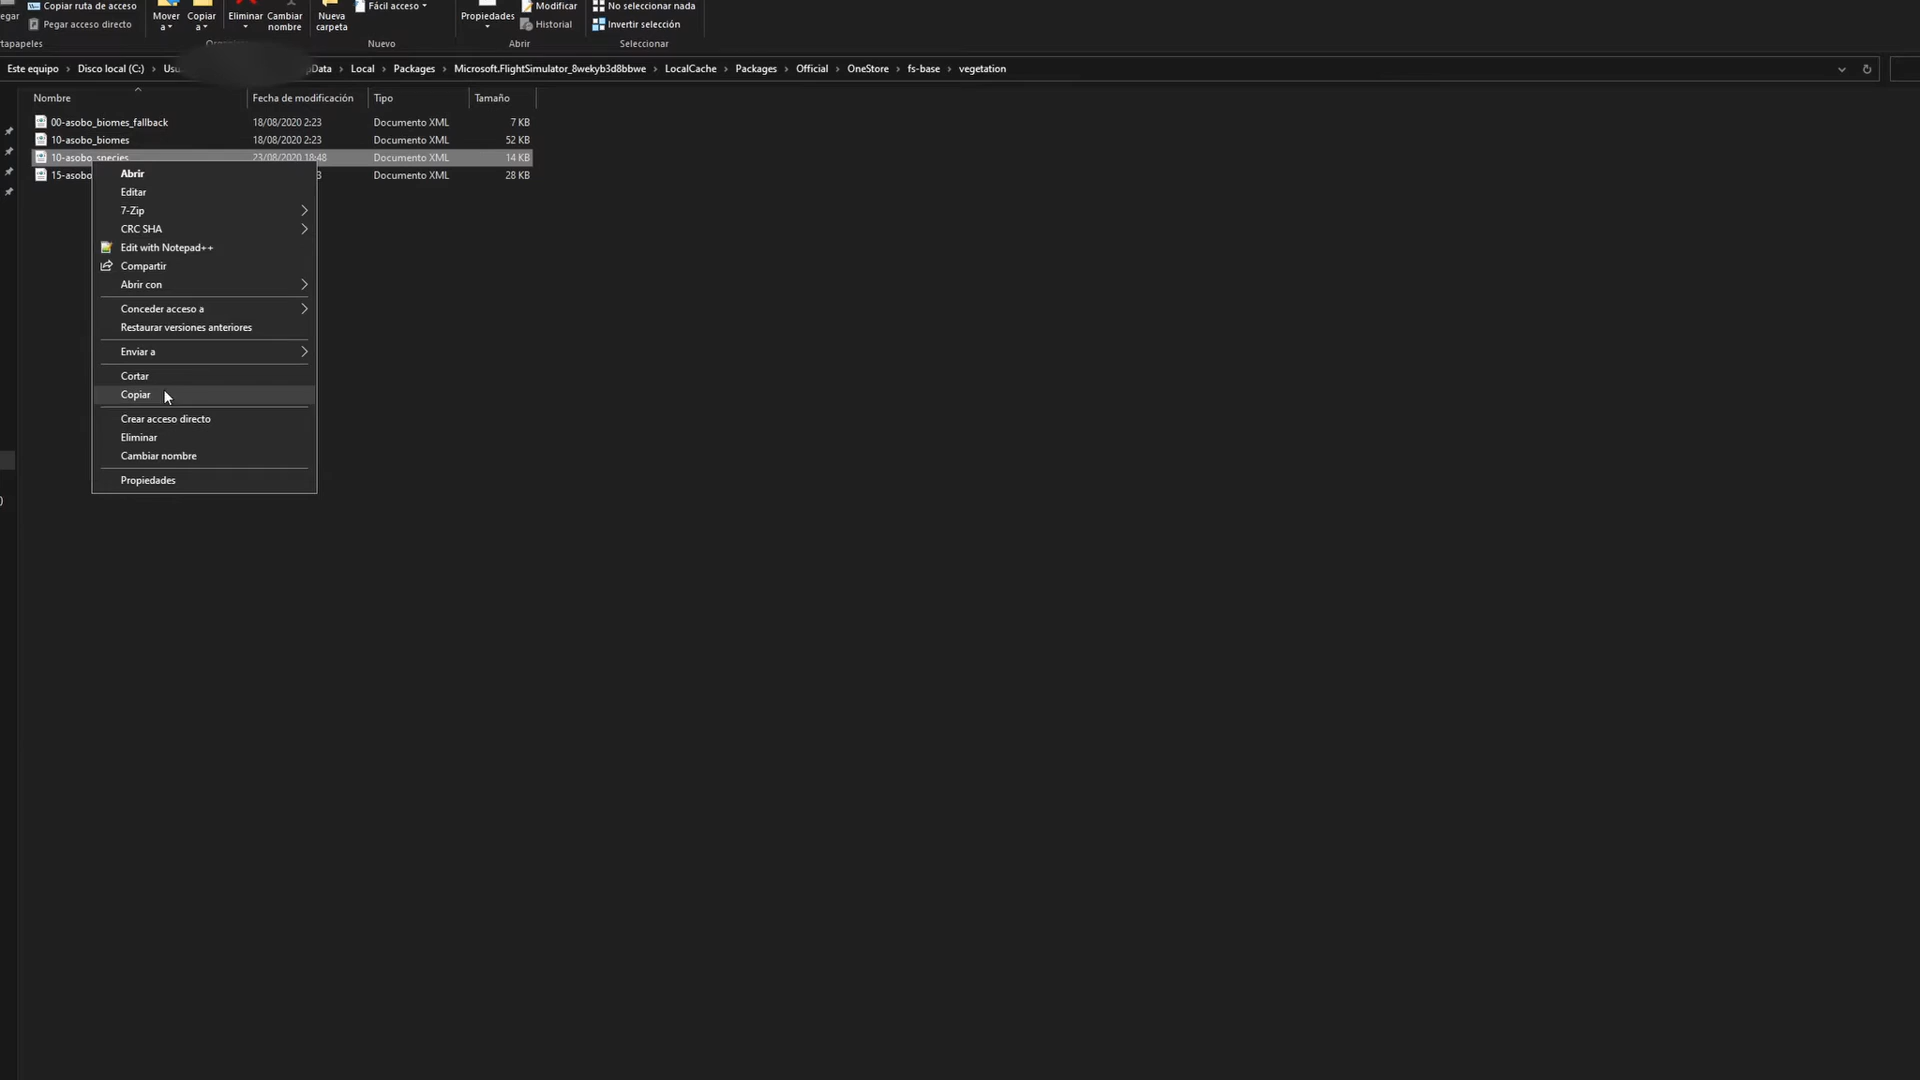 Copiar ruta de acceso
Pegar acceso directo
Mover a
Copiar a
Eliminar
Cambiar nombre
Nueva carpeta
Fácil acceso
Propiedades
Modificar
Historial
No seleccionar nada
Invertir selección
Nuevo
Abrir
Seleccionar
Este equipo > Disco local (C:) > Local > Packages > Microsoft.FlightSimulator_8wekyb3d8bbwe > LocalCache > Packages > Official > OneStore > fs-base > vegetation
Nombre Fecha de modificación Tipo Tamaño
00-asobo_biomes_fallback 18/08/2020 2:23 Documento XML 7 KB
10-asobo_biomes 18/08/2020 2:23 Documento XML 52 KB
10-asobo_species 23/08/2020 18:48 Documento XML 14 KB
15-asobo 3 Documento XML 28 KB
Abrir
Editar
7-Zip
CRC SHA
Edit with Notepad++
Compartir
Abrir con
Conceder acceso a
Restaurar versiones anteriores
Enviar a
Cortar
Copiar
Crear acceso directo
Eliminar
Cambiar nombre
Propiedades